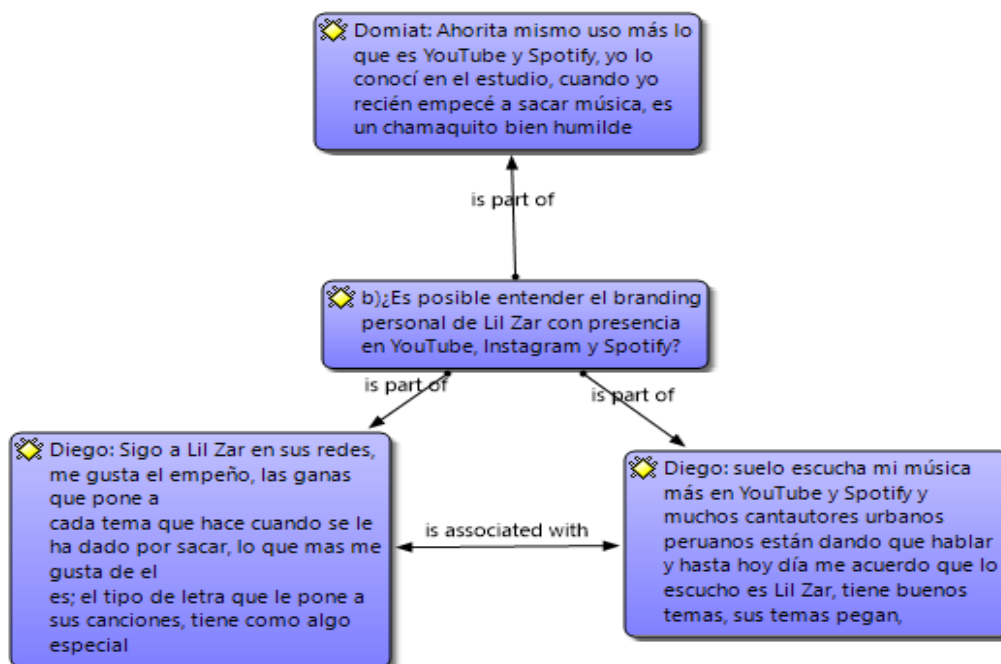 Domiat: Ahorita mismo uso más lo
que es YouTube y Spotify, yo lo
conocí en el estudio, cuando yo
recién empecé a sacar música, es
un chamaquito bien humilde
is part of
b)¿Es posible entender el branding
personal de Lil Zar con presencia
en YouTube, Instagram y Spotify?
is part of
is part of
Diego: Sigo a Lil Zar en sus redes,
me gusta el empeño, las ganas
que pone a
cada tema que hace cuando se le
ha dado por sacar, lo que mas me
gusta de el
es; el tipo de letra que le pone a
sus canciones, tiene como algo
especial
is associated with
Diego: suelo escucha mi música
más en YouTube y Spotify y
muchos cantautores urbanos
peruanos están dando que hablar
y hasta hoy día me acuerdo que lo
escucho es Lil Zar, tiene buenos
temas, sus temas pegan,